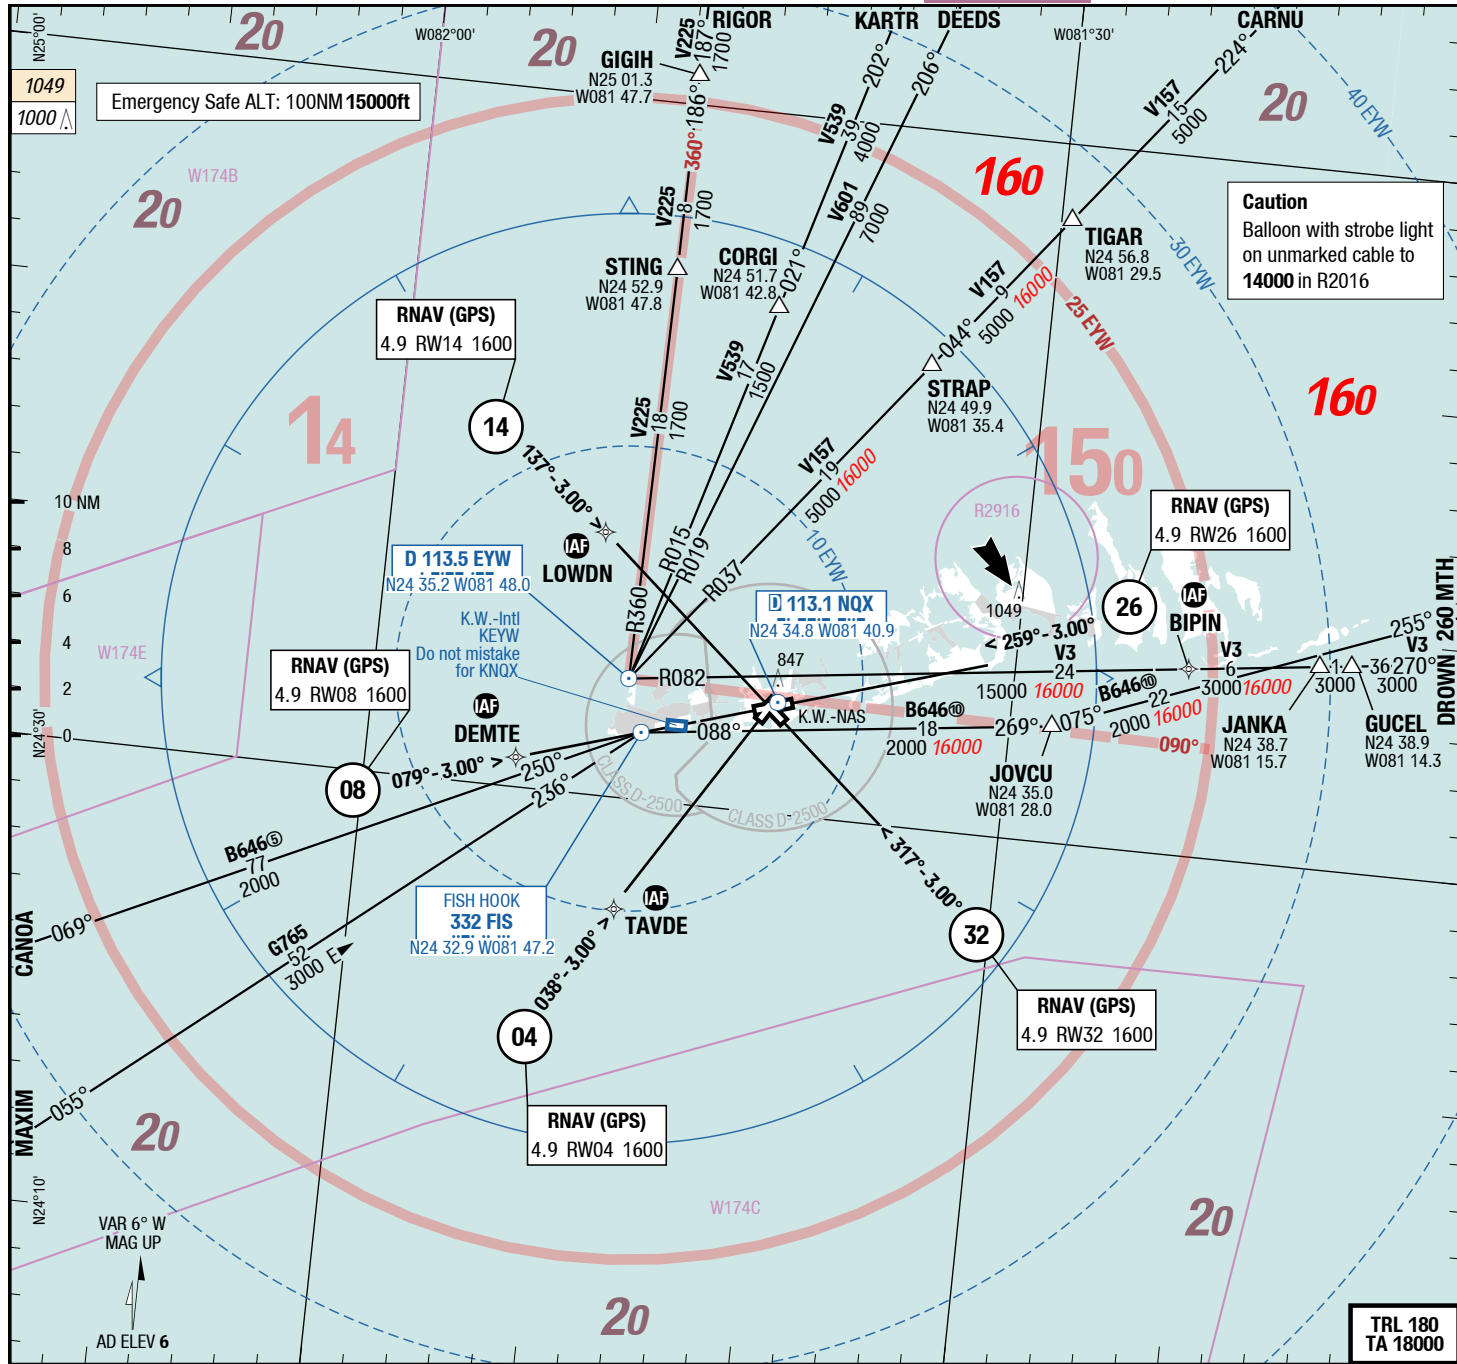 RIGOR
KARTR
DEEDS
CARNU
N25°00'
W082°00'
W081°30'
20
20
20
1049
1000
Emergency Safe ALT: 100NM 15000ft
GIGIH
N25 01.3
W081 47.7
V225
187°
1700
186°
360°
V225
18
1700
202°
V539
39
4000
206°
V601
89
7000
224°
V157
15
5000
40 EYW
160
W174B
20
Caution
Balloon with strobe light
on unmarked cable to
14000 in R2016
TIGAR
N24 56.8
W081 29.5
30 EYW
STING
N24 52.9
W081 47.8
CORGI
N24 51.7
W081 42.8
021°
V157
9
5000 16000
044°
25 EYW
RNAV (GPS)
4.9 RW14 1600
14
V539
17
1500
STRAP
N24 49.9
W081 35.4
160
14
V225
18
1700
V157
19
5000 16000
150
137°- 3.00° >
10 NM
8
6
4
2
0
R2916
RNAV (GPS)
4.9 RW26 1600
IAF
LOWDN
D 113.5 EYW
N24 35.2 W081 48.0
R360
R015
R019
R037
10 EYW
D 113.1 NQX
N24 34.8 W081 40.9
1049
26
IAF
BIPIN
K.W.-Intl
KEYW
Do not mistake
for KNQX
W174E
RNAV (GPS)
4.9 RW08 1600
847
< 259°- 3.00°
V3
24
15000 16000
V3
6
3000 16000
1
3000
36
270°
3000
255°
V3
DROWN 260 MTH
R082
K.W.-NAS
B646⑩
18
2000 16000
B646⑩
22
2000 16000
269°
075°
090°
JANKA
N24 38.7
W081 15.7
GUCEL
N24 38.9
W081 14.3
IAF
DEMTE
N24°30'
088°
JOVCU
N24 35.0
W081 28.0
08
079°- 3.00° >
250°
236°
CLASS D-2500
CLASS D-2500
B646⑤
77
2000
< 317°- 3.00°
FISH HOOK
332 FIS
N24 32.9 W081 47.2
IAF
TAVDE
CANOA
069°
G765
52
3000 E
32
038°- 3.00° >
04
RNAV (GPS)
4.9 RW32 1600
MAXIM
055°
RNAV (GPS)
4.9 RW04 1600
20
N24°10'
W174C
20
VAR 6° W
MAG UP
AD ELEV 6
20
TRL 180
TA 18000